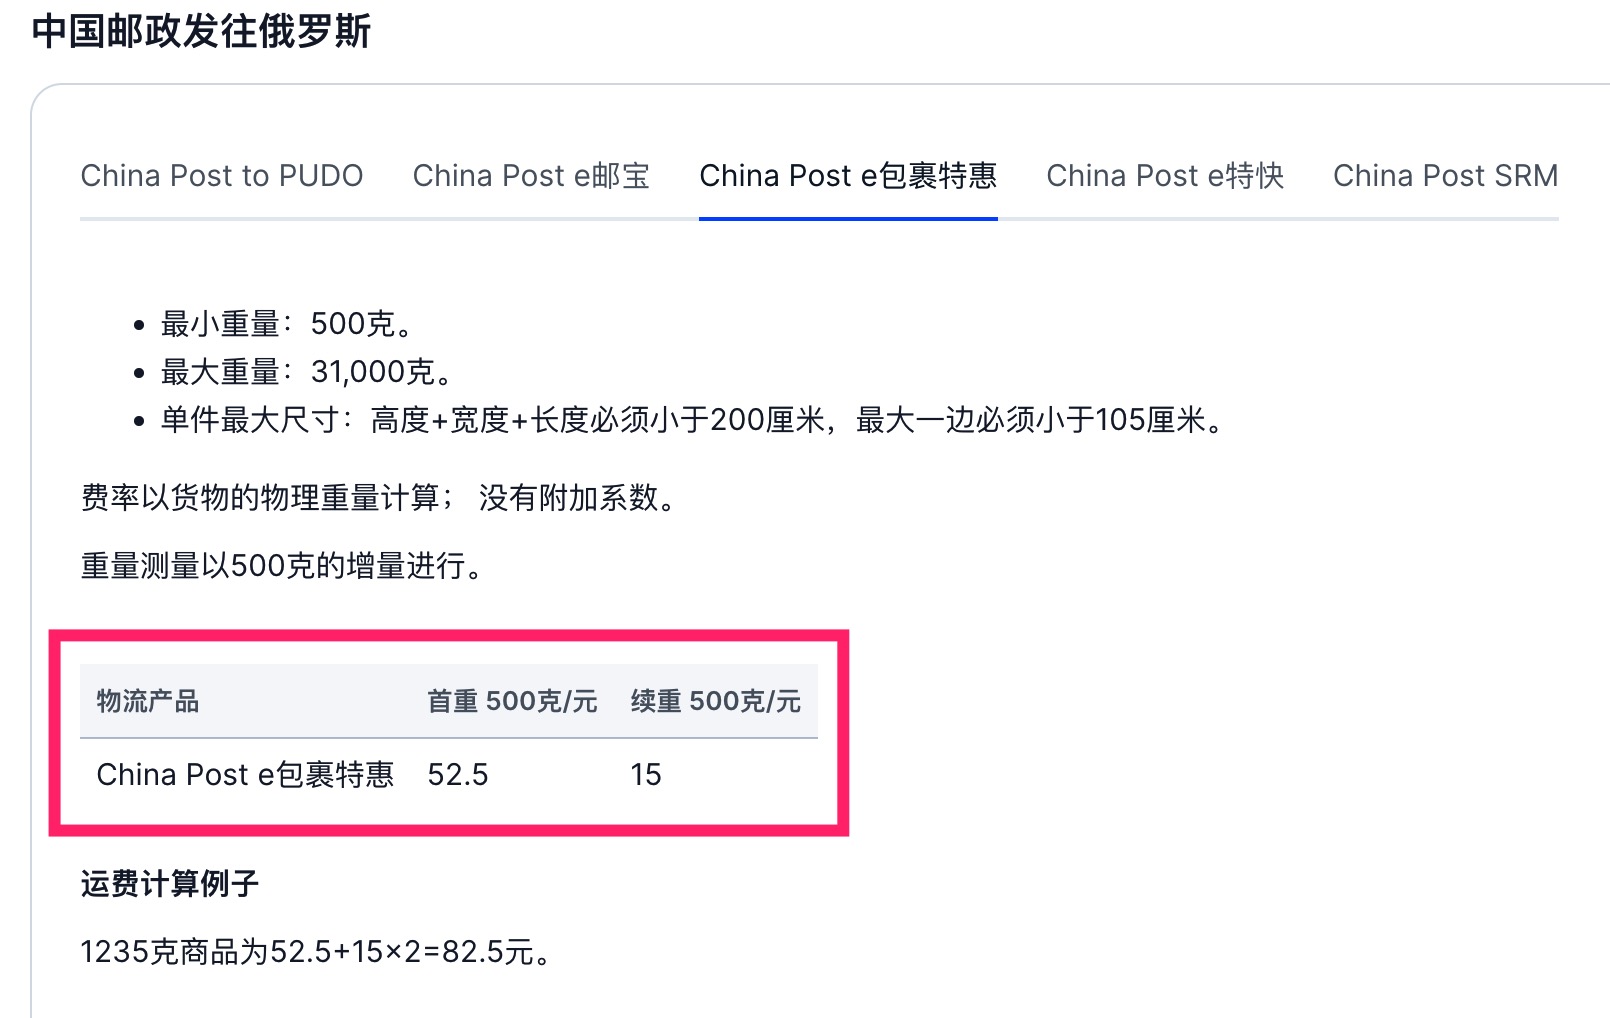 中国邮政发往俄罗斯
China Post to PUDO China Post e邮宝 China Post e包裹特惠 China Post e特快 China Post SRM
• 最小重量：500克。
• 最大重量：31,000克。
• 单件最大尺寸：高度+宽度+长度必须小于200厘米，最大一边必须小于105厘米。
费率以货物的物理重量计算； 没有附加系数。
重量测量以500克的增量进行。
物流产品 首重 500克/元 续重 500克/元
China Post e包裹特惠 52.5 15
运费计算例子
1235克商品为52.5+15×2=82.5元。